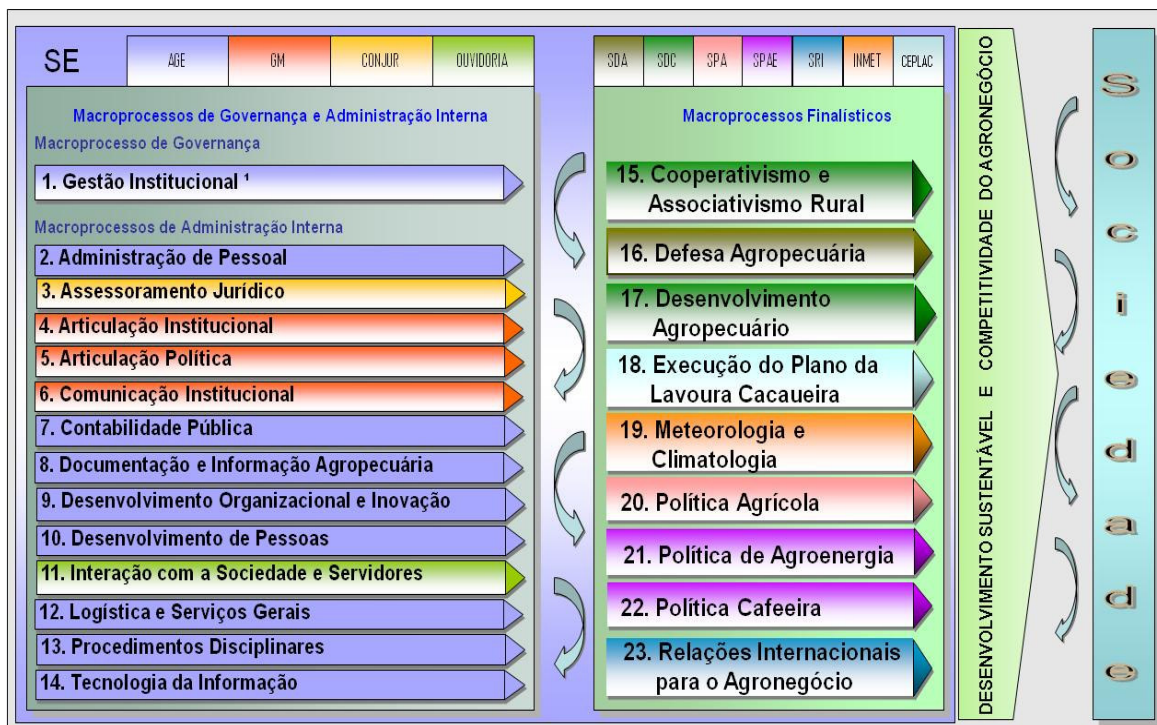 SE
AGE
GM
CONJUR
OUVIDORIA
Macroprocessos de Governança e Administração Interna
Macroprocesso de Governança
1. Gestão Institucional ¹
Macroprocessos de Administração Interna
2. Administração de Pessoal
3. Assessoramento Jurídico
4. Articulação Institucional
5. Articulação Política
6. Comunicação Institucional
7. Contabilidade Pública
8. Documentação e Informação Agropecuária
9. Desenvolvimento Organizacional e Inovação
10. Desenvolvimento de Pessoas
11. Interação com a Sociedade e Servidores
12. Logística e Serviços Gerais
13. Procedimentos Disciplinares
14. Tecnologia da Informação
SDA
SDC
SPA
SPAE
SRI
INMET
CEPLAC
Macroprocessos Finalísticos
15. Cooperativismo e
Associativismo Rural
16. Defesa Agropecuária
17. Desenvolvimento
Agropecuário
18. Execução do Plano da
Lavoura Cacaueira
19. Meteorologia e
Climatologia
20. Política Agrícola
21. Política de Agroenergia
22. Política Cafeeira
23. Relações Internacionais
para o Agronegócio
DESENVOLVIMENTO SUSTENTÁVEL E COMPETITIVIDADE DO AGRONEGÓCIO
Sociedade